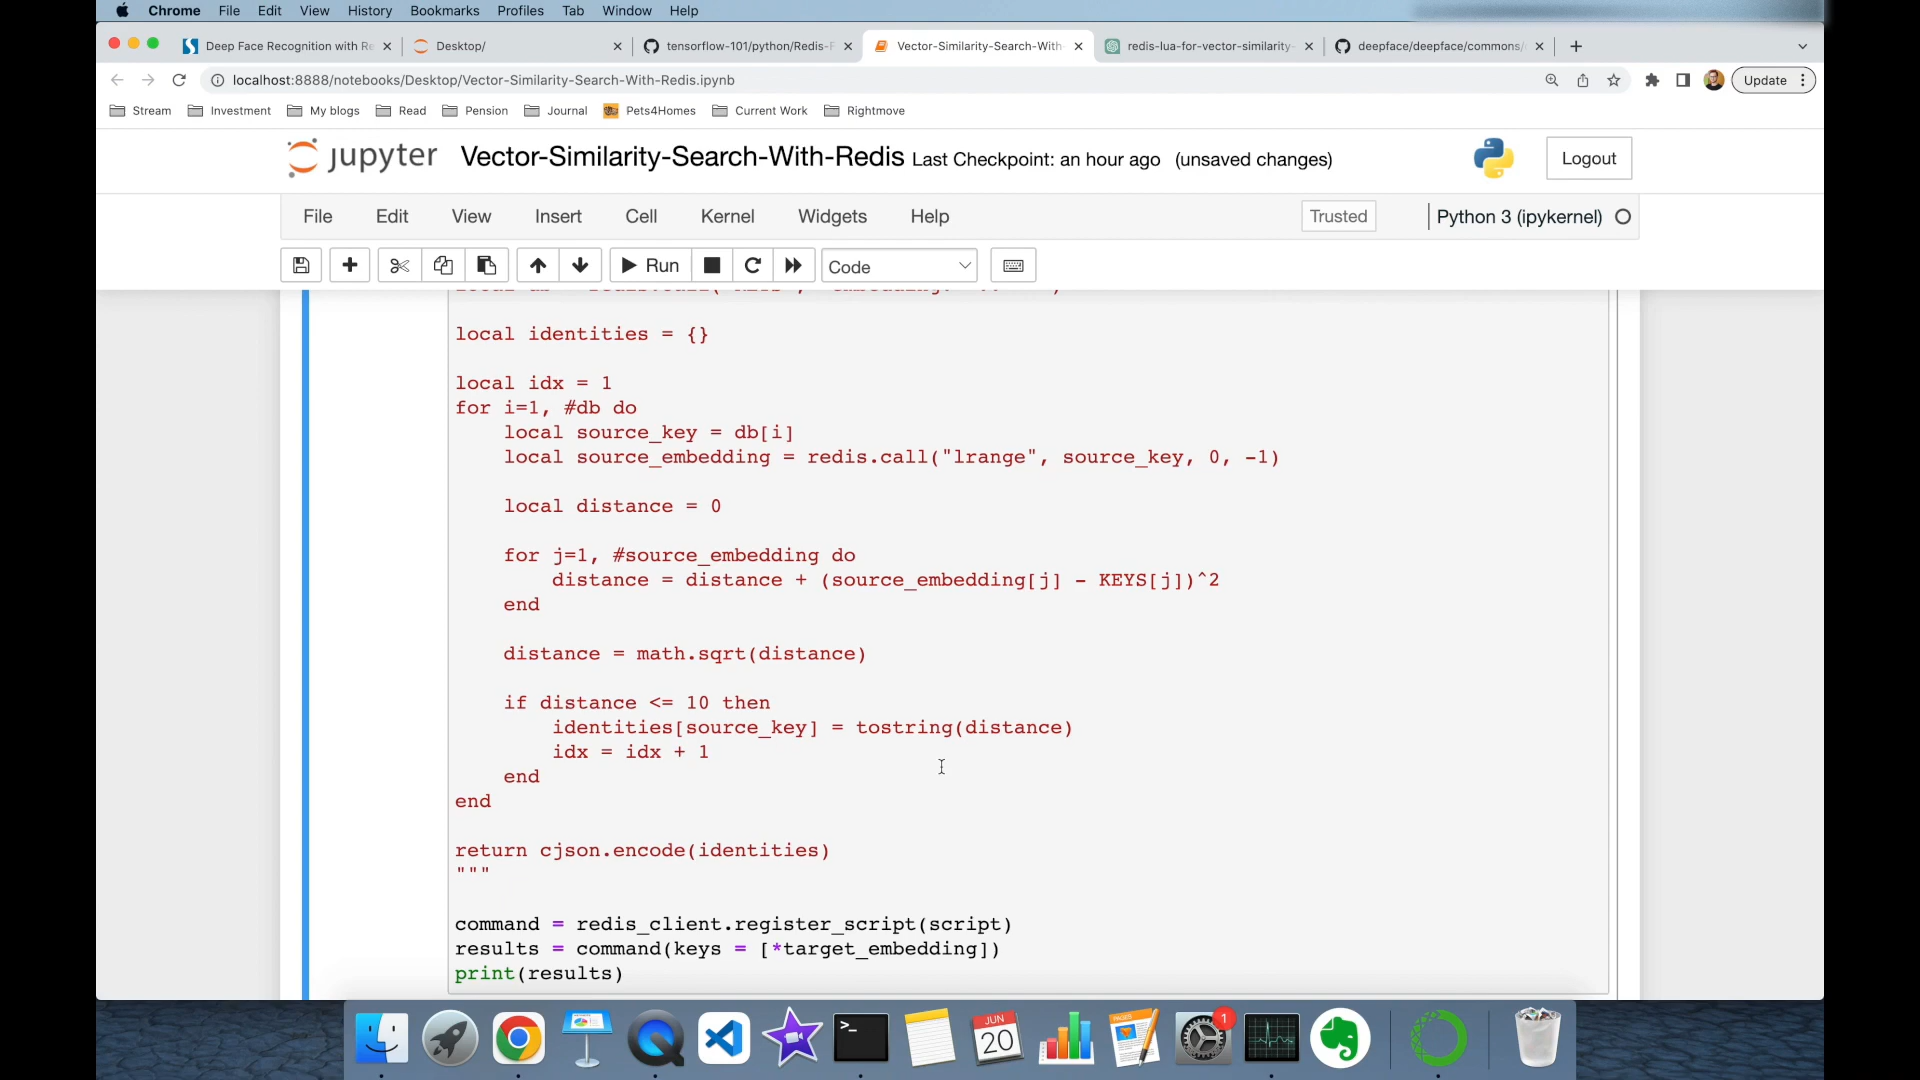 Chrome File Edit View History Bookmarks Profiles Tab Window Help
Deep Face Recognition with Re
Desktop/
tensorflow-101/python/Redis-F
Vector-Similarity-Search-With-
redis-lua-for-vector-similarity-
deepface/deepface/commons/
localhost:8888/notebooks/Desktop/Vector-Similarity-Search-With-Redis.ipynb
Update
Stream Investment My blogs Read Pension Journal Pets4Homes Current Work Rightmove
jupyter Vector-Similarity-Search-With-Redis Last Checkpoint: an hour ago (unsaved changes)
Logout
File Edit View Insert Cell Kernel Widgets Help
Trusted
Python 3 (ipykernel)
Run
Code
local identities = {}
local idx = 1
for i=1, #db do
local source_key = db[i]
local source_embedding = redis.call("lrange", source_key, 0, -1)
local distance = 0
for j=1, #source_embedding do
distance = distance + (source_embedding[j] - KEYS[j])^2
end
distance = math.sqrt(distance)
if distance <= 10 then
identities[source_key] = tostring(distance)
idx = idx + 1
end
end
return cjson.encode(identities)
"""
command = redis_client.register_script(script)
results = command(keys = [*target_embedding])
print(results)
JUN
20
PAGES
1